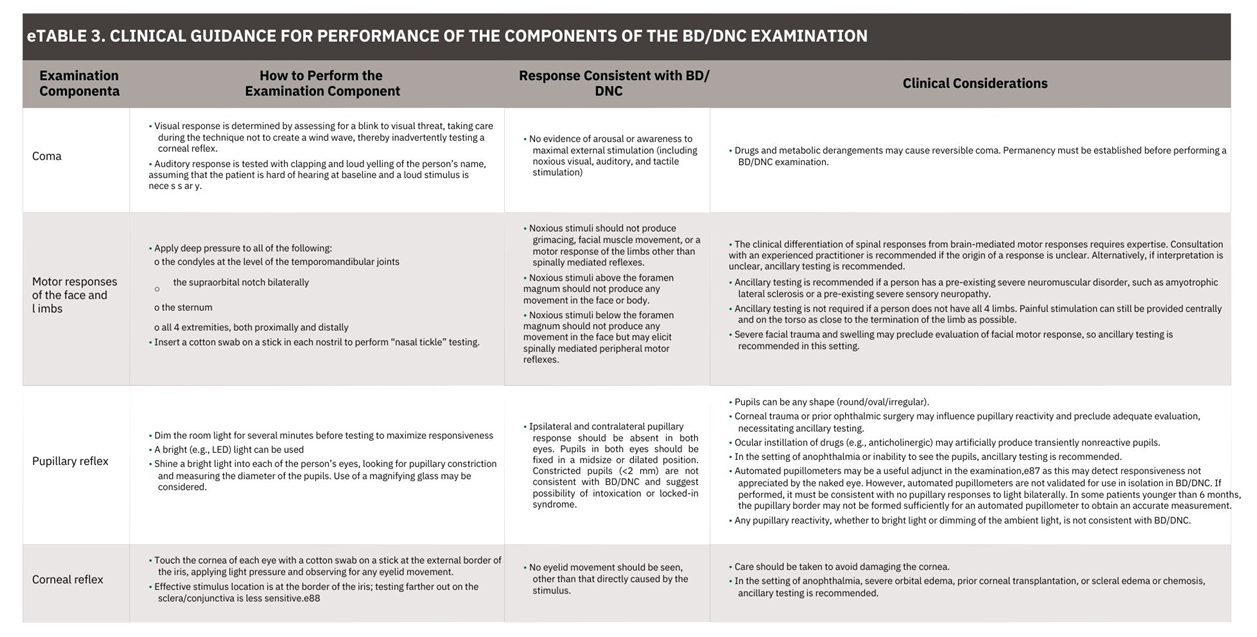 eTABLE 3. CLINICAL GUIDANCE FOR PERFORMANCE OF THE COMPONENTS OF THE BD/DNC EXAMINATION
Examination
Componenta
How to Perform the
Examination Component
Response Consistent with BD/
DNC
Clinical Considerations
Coma
• Visual response is determined by assessing for a blink to visual threat, taking care
during the technique not to create a wind wave, thereby inadvertently testing a
corneal reflex.
• Auditory response is tested with clapping and loud yelling of the person's name,
assuming that the patient is hard of hearing at baseline and a loud stimulus is
nece s s ar y.
• No evidence of arousal or awareness to
maximal external stimulation (including
noxious visual, auditory, and tactile
stimulation)
• Drugs and metabolic derangements may cause reversible coma. Permanency must be established before performing a
BD/DNC examination.
Motor responses
of the face and
l imbs
• Apply deep pressure to all of the following:
o the condyles at the level of the temporomandibular joints
the supraorbital notch bilaterally
o
o the sternum
o all 4 extremities, both proximally and distally
• Insert a cotton swab on a stick in each nostril to perform “nasal tickle” testing.
• Noxious stimuli should not produce
grimacing, facial muscle movement, or a
motor response of the limbs other than
spinally mediated reflexes.
• Noxious stimuli above the foramen
magnum should not produce any
movement in the face or body.
• Noxious stimuli below the foramen
magnum should not produce any
movement in the face but may elicit
spinally mediated peripheral motor
reflexes.
• The clinical differentiation of spinal responses from brain-mediated motor responses requires expertise. Consultation
with an experienced practitioner is recommended if the origin of a response is unclear. Alternatively, if interpretation is
unclear, ancillary testing is recommended.
• Ancillary testing is recommended if a person has a pre-existing severe neuromuscular disorder, such as amyotrophic
lateral sclerosis or a pre-existing severe sensory neuropathy.
• Ancillary testing is not required if a person does not have all 4 limbs. Painful stimulation can still be provided centrally
and on the torso as close to the termination of the limb as possible.
• Severe facial trauma and swelling may preclude evaluation of facial motor response, so ancillary testing is
recommended in this setting.
Pupillary reflex
• Dim the room light for several minutes before testing to maximize responsiveness
• A bright (e.g., LED) light can be used
• Shine a bright light into each of the person's eyes, looking for pupillary constriction
and measuring the diameter of the pupils. Use of a magnifying glass may be
considered.
• Ipsilateral and contralateral pupillary
response should be absent in both
eyes. Pupils in both eyes should be
fixed in a midsize or dilated position.
Constricted pupils (<2 mm) are not
consistent with BD/DNC and suggest
possibility of intoxication or locked-in
syndrome.
• Pupils can be any shape (round/oval/irregular).
• Corneal trauma or prior ophthalmic surgery may influence pupillary reactivity and preclude adequate evaluation,
necessitating ancillary testing.
• Ocular instillation of drugs (e.g., anticholinergic) may artificially produce transiently nonreactive pupils.
• In the setting of anophthalmia or inability to see the pupils, ancillary testing is recommended.
• Automated pupillometers may be a useful adjunct in the examination,e87 as this may detect responsiveness not
appreciated by the naked eye. However, automated pupillometers are not validated for use in isolation in BD/DNC. If
performed, it must be consistent with no pupillary responses to light bilaterally. In some patients younger than 6 months,
the pupillary border may not be formed sufficiently for an automated pupillometer to obtain an accurate measurement.
• Any pupillary reactivity, whether to bright light or dimming of the ambient light, is not consistent with BD/DNC.
Corneal reflex
• Touch the cornea of each eye with a cotton swab on a stick at the external border of
the iris, applying light pressure and observing for any eyelid movement.
• Effective stimulus location is at the border of the iris; testing farther out on the
sclera/conjunctiva is less sensitive.e88
• No eyelid movement should be seen,
other than that directly caused by the
stimulus.
• Care should be taken to avoid damaging the cornea.
• In the setting of anophthalmia, severe orbital edema, prior corneal transplantation, or scleral edema or chemosis,
ancillary testing is recommended.